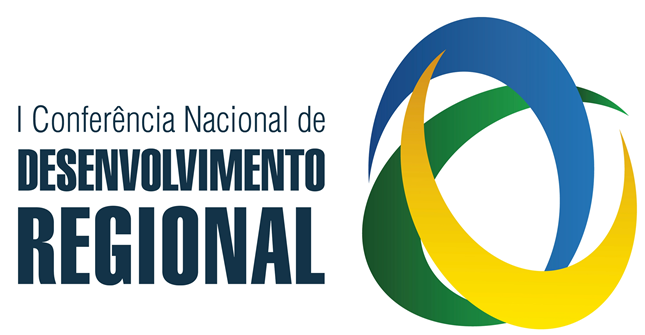 I Conferência Nacional de
DESENVOLVIMENTO
REGIONAL